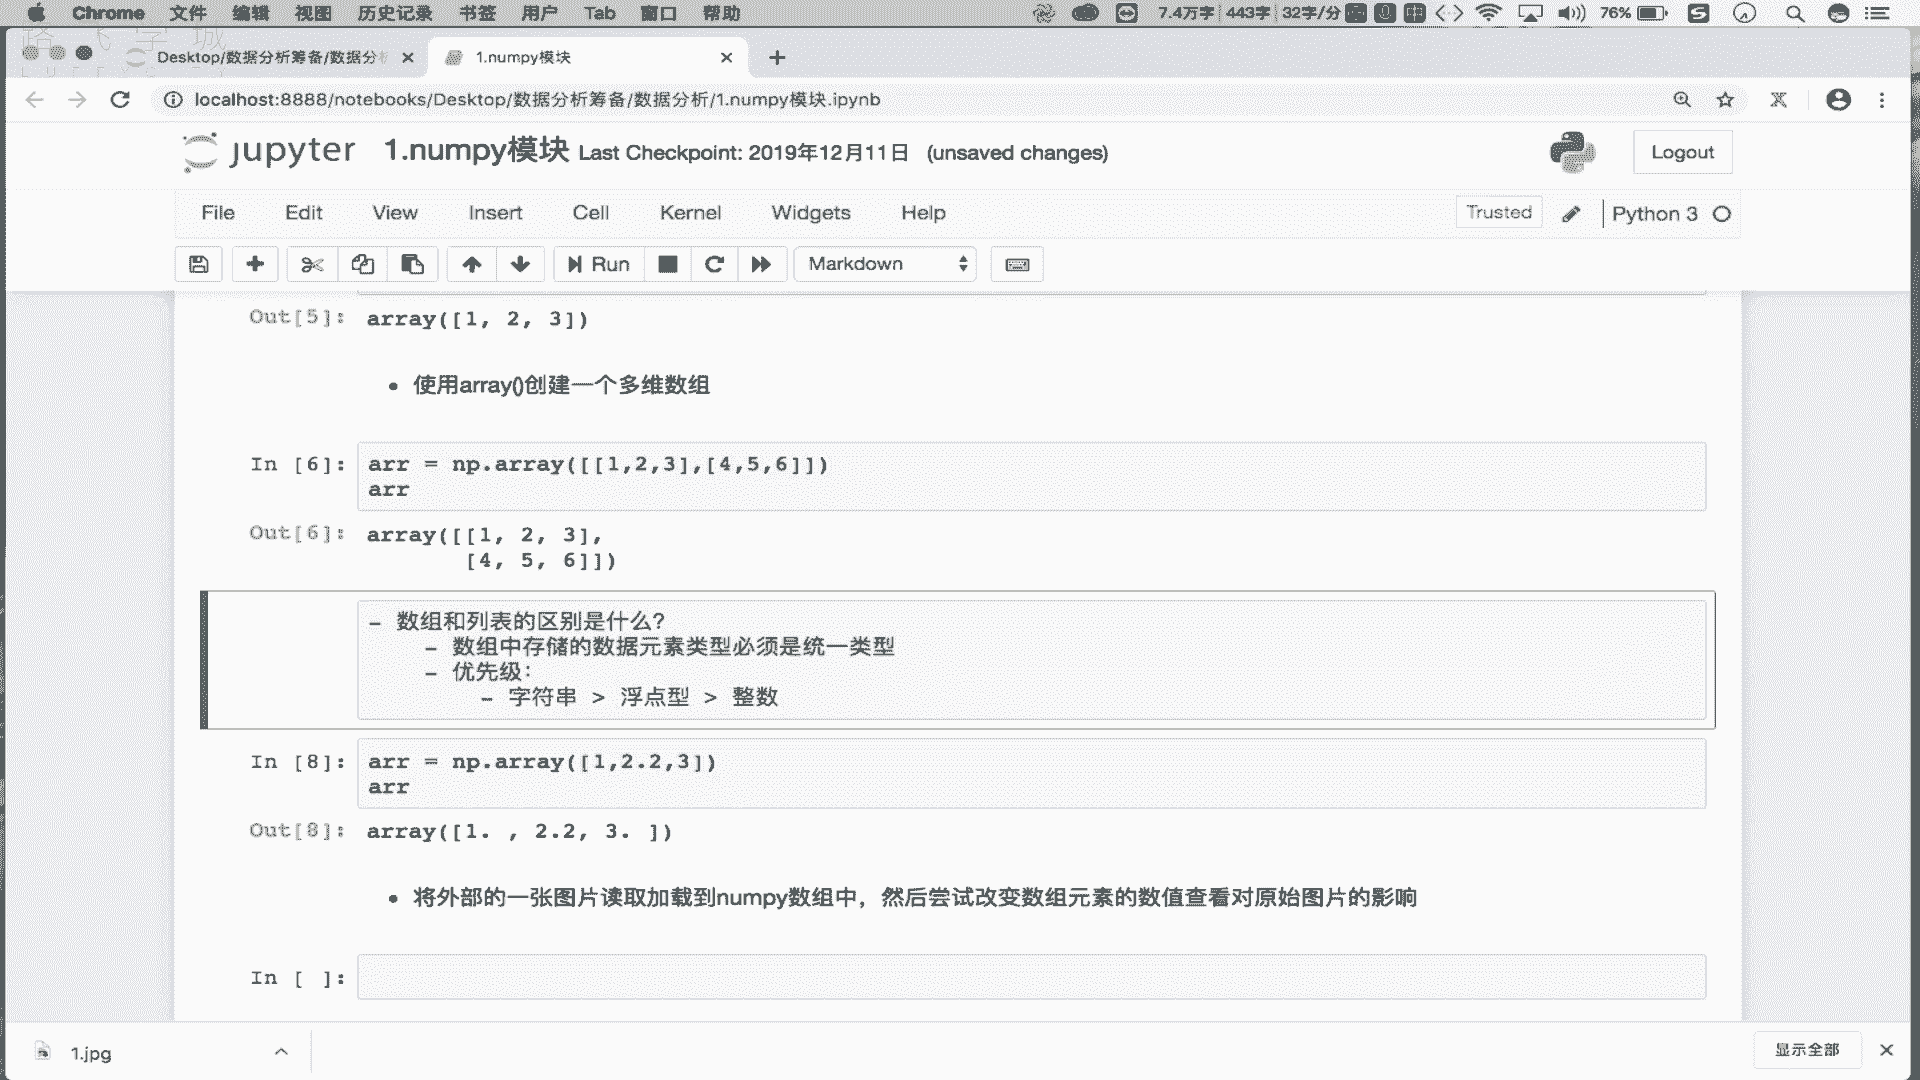 Chrome 文件 编辑 视图 历史记录 书签 用户 Tab 窗口 帮助 7.4万字 443字 32字/分 76%
路 飞 学 城
Desktop/数据分析筹备/数据分析 1.numpy模块
localhost:8888/notebooks/Desktop/数据分析筹备/数据分析/1.numpy模块.ipynb
jupyter 1.numpy模块 Last Checkpoint: 2019年12月11日 (unsaved changes) Logout
File Edit View Insert Cell Kernel Widgets Help Trusted Python 3
Run Markdown
Out[5]: array([1, 2, 3])
• 使用array()创建一个多维数组
In [6]: arr = np.array([[1,2,3],[4,5,6]])
arr
Out[6]: array([[1, 2, 3],
[4, 5, 6]])
- 数组和列表的区别是什么?
- 数组中存储的数据元素类型必须是统一类型
- 优先级:
- 字符串 > 浮点型 > 整数
In [8]: arr = np.array([1,2.2,3])
arr
Out[8]: array([1. , 2.2, 3. ])
• 将外部的一张图片读取加载到numpy数组中，然后尝试改变数组元素的数值查看对原始图片的影响
In [ ]:
1.jpg 显示全部